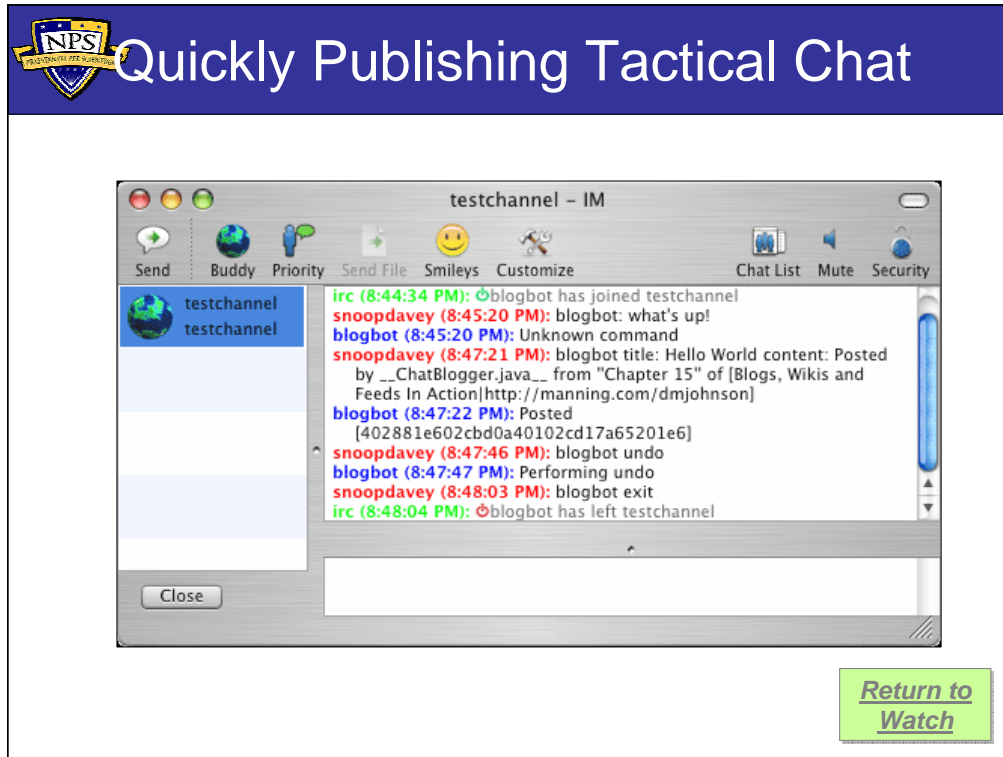 NPS
Quickly Publishing Tactical Chat
testchannel – IM
Send Buddy Priority Send File Smileys Customize Chat List Mute Security
testchannel
testchannel
irc (8:44:34 PM): blogbot has joined testchannel
snoopdavey (8:45:20 PM): blogbot: what's up!
blogbot (8:45:20 PM): Unknown command
snoopdavey (8:47:21 PM): blogbot title: Hello World content: Posted
by __ChatBlogger.java__ from "Chapter 15" of [Blogs, Wikis and
Feeds In Action|http://manning.com/dmjohnson]
blogbot (8:47:22 PM): Posted
[402881e602cbd0a40102cd17a65201e6]
snoopdavey (8:47:46 PM): blogbot undo
blogbot (8:47:47 PM): Performing undo
snoopdavey (8:48:03 PM): blogbot exit
irc (8:48:04 PM): blogbot has left testchannel
Close
Return to
Watch